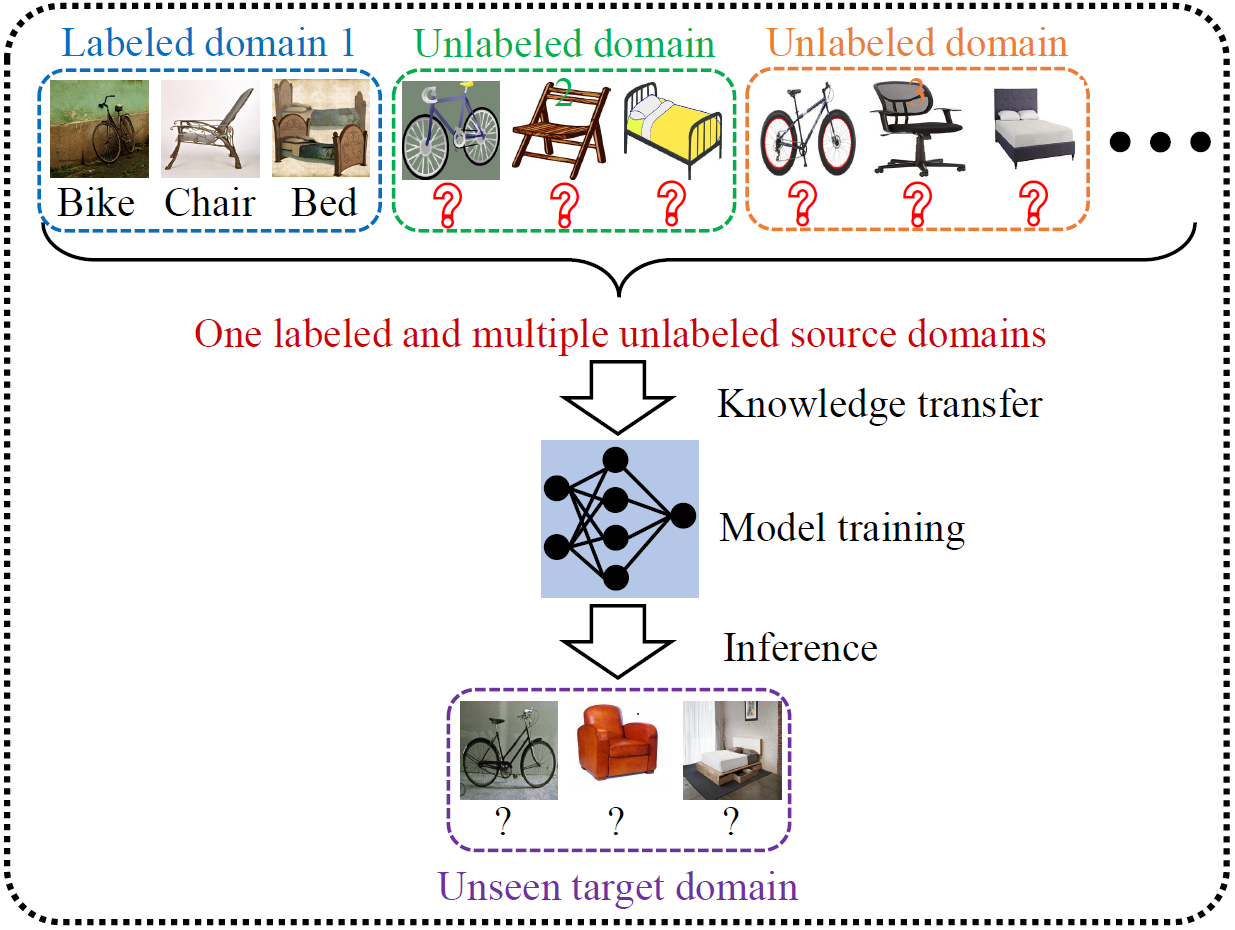 Labeled domain 1
Unlabeled domain
2
Unlabeled domain
3
Bike Chair Bed
? ? ?
? ? ?
One labeled and multiple unlabeled source domains
Knowledge transfer
Model training
Inference
? ? ?
Unseen target domain